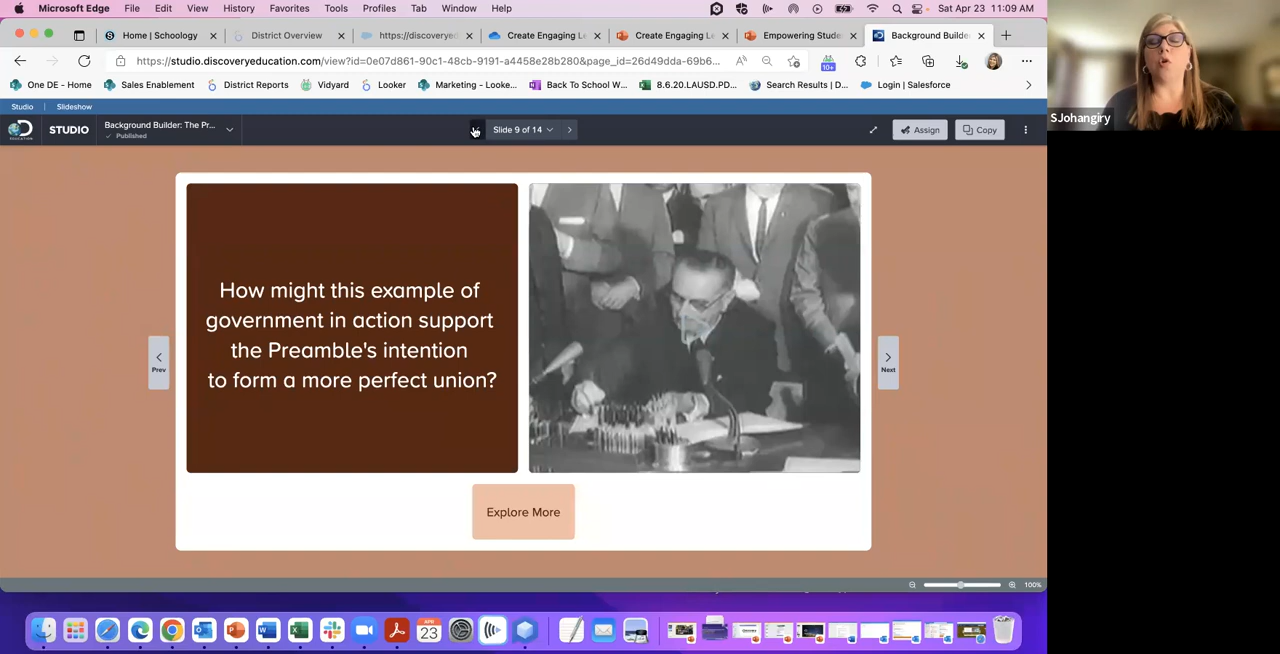 Microsoft Edge File Edit View History Favorites Tools Profiles Tab Window Help Sat Apr 23 11:09 AM
Home | Schoology District Overview https://discoveryed Create Engaging Le Create Engaging Le Empowering Stude Background Builde
https://studio.discoveryeducation.com/view?id=0e07d861-90c1-48cb-9191-a4458e28b280&page_id=26d49dda-69b6...
One DE - Home Sales Enablement District Reports Vidyard Looker Marketing - Looke... Back To School W... 8.6.20.LAUSD.PD... Search Results | D... Login | Salesforce
Studio Slideshow
STUDIO Background Builder: The Pr... Slide 9 of 14 Assign Copy
Published
SJohangiry
How might this example of
government in action support
the Preamble's intention
to form a more perfect union?
Prev
Next
Explore More
100%
APR
23